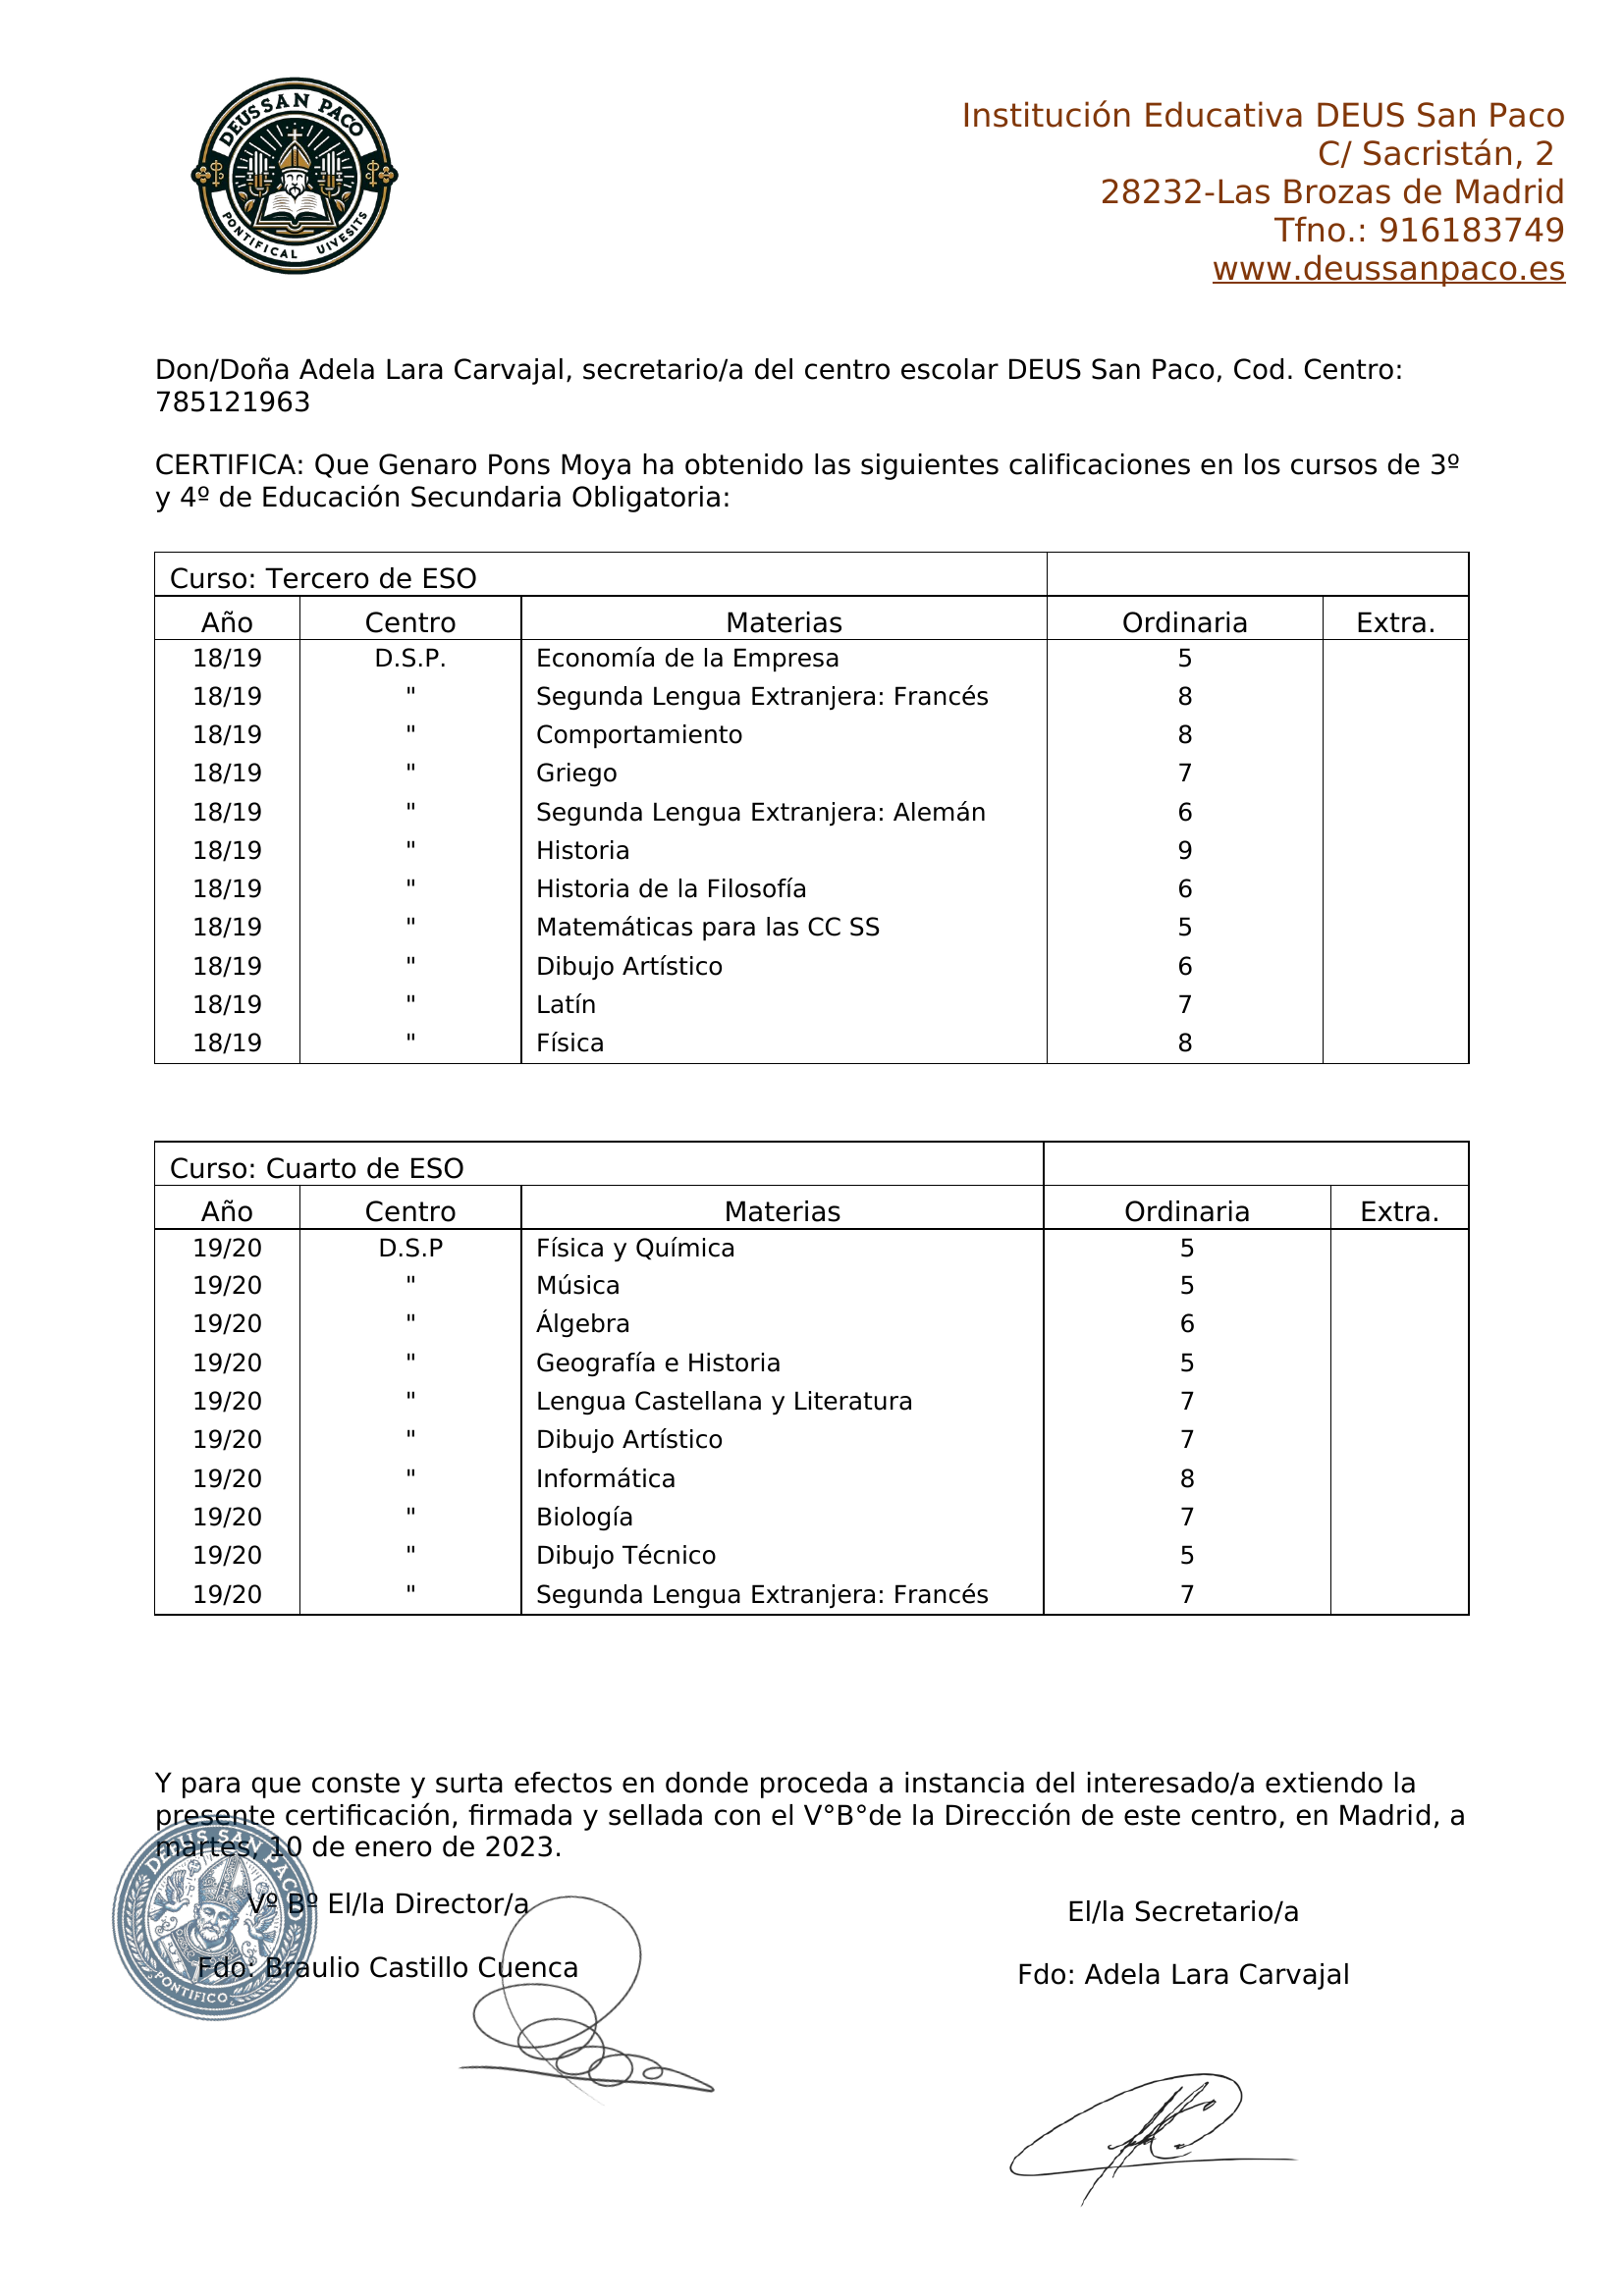 DEUSSAN PACO
PONTIFICAL UIVESITS
Institución Educativa DEUS San Paco
C/ Sacristán, 2
28232-Las Brozas de Madrid
Tfno.: 916183749
www.deussanpaco.es
Don/Doña Adela Lara Carvajal, secretario/a del centro escolar DEUS San Paco, Cod. Centro:
785121963
CERTIFICA: Que Genaro Pons Moya ha obtenido las siguientes calificaciones en los cursos de 3º
y 4º de Educación Secundaria Obligatoria:
Curso: Tercero de ESO
Año Centro Materias Ordinaria Extra.
18/19 D.S.P. Economía de la Empresa 5
18/19 " Segunda Lengua Extranjera: Francés 8
18/19 " Comportamiento 8
18/19 " Griego 7
18/19 " Segunda Lengua Extranjera: Alemán 6
18/19 " Historia 9
18/19 " Historia de la Filosofía 6
18/19 " Matemáticas para las CC SS 5
18/19 " Dibujo Artístico 6
18/19 " Latín 7
18/19 " Física 8
Curso: Cuarto de ESO
Año Centro Materias Ordinaria Extra.
19/20 D.S.P Física y Química 5
19/20 " Música 5
19/20 " Álgebra 6
19/20 " Geografía e Historia 5
19/20 " Lengua Castellana y Literatura 7
19/20 " Dibujo Artístico 7
19/20 " Informática 8
19/20 " Biología 7
19/20 " Dibujo Técnico 5
19/20 " Segunda Lengua Extranjera: Francés 7
Y para que conste y surta efectos en donde proceda a instancia del interesado/a extiendo la
presente certificación, firmada y sellada con el V°B°de la Dirección de este centro, en Madrid, a
martes, 10 de enero de 2023.
DEUS SAN PACO
PONTIFICO
Vº Bº El/la Director/a
El/la Secretario/a
Fdo: Braulio Castillo Cuenca
Fdo: Adela Lara Carvajal